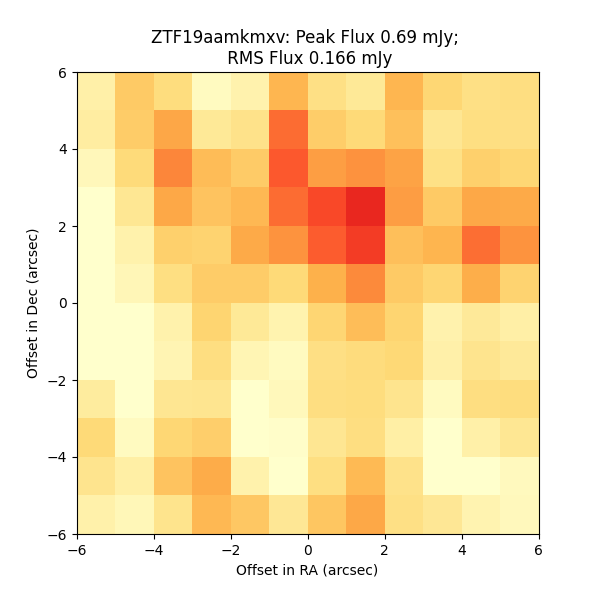 ZTF19aamkmxv: Peak Flux 0.69 mJy;
RMS Flux 0.166 mJy
6
4
2
0
−2
−4
−6
Offset in Dec (arcsec)
−6 −4 −2 0 2 4 6
Offset in RA (arcsec)